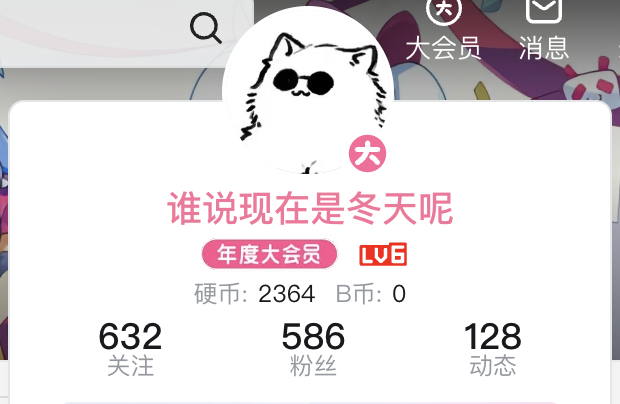 大
大会员 消息
大
谁说现在是冬天呢
年度大会员 LV6
硬币: 2364 B币: 0
632 586 128
关注 粉丝 动态